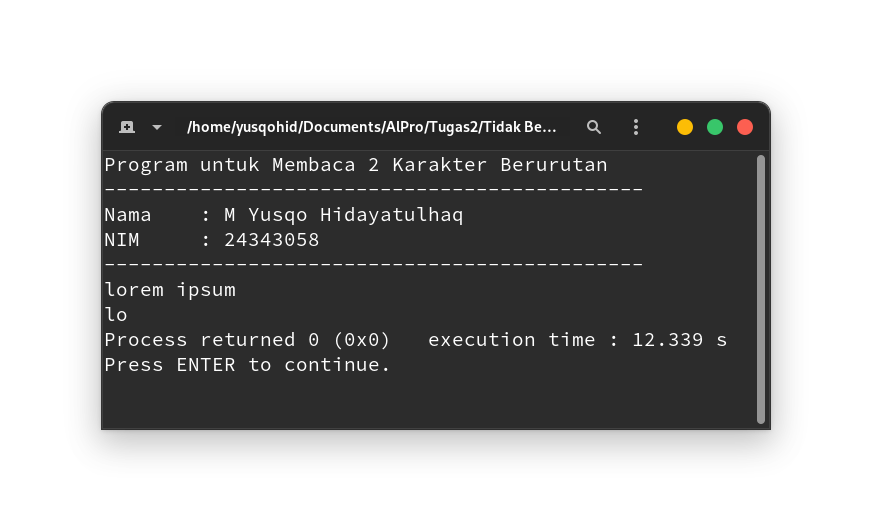 /home/yusqohid/Documents/AlPro/Tugas2/Tidak Be...
Program untuk Membaca 2 Karakter Berurutan
---------------------------------------------
Nama    : M Yusqo Hidayatulhaq
NIM     : 24343058
---------------------------------------------
lorem ipsum
lo
Process returned 0 (0x0)   execution time : 12.339 s
Press ENTER to continue.